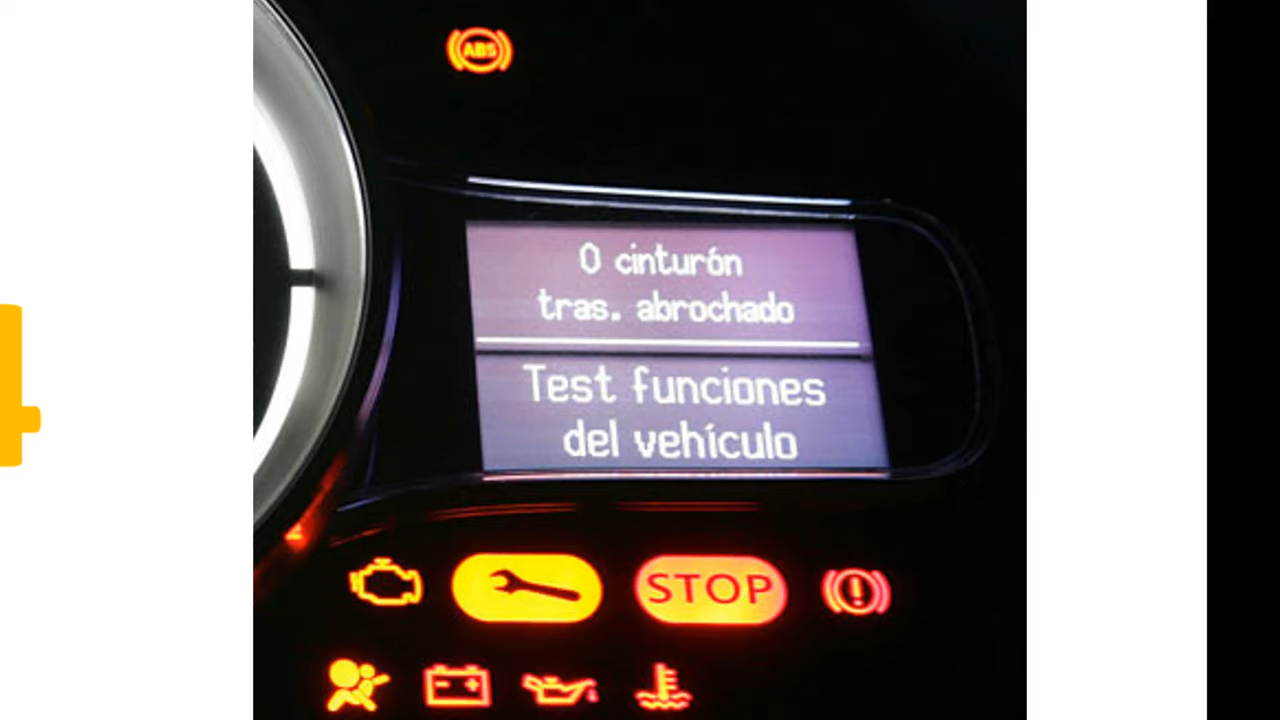 ABS
0 cinturón
tras. abrochado
Test funciones
del vehículo
STOP